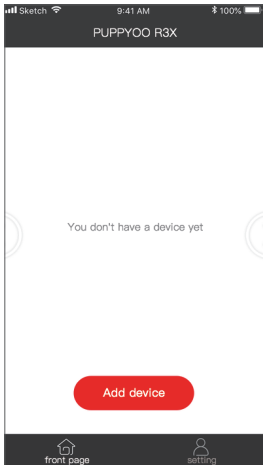 Sketch 9:41 AM 100%
PUPPYOO R3X
You don't have a device yet
Add device
front page setting